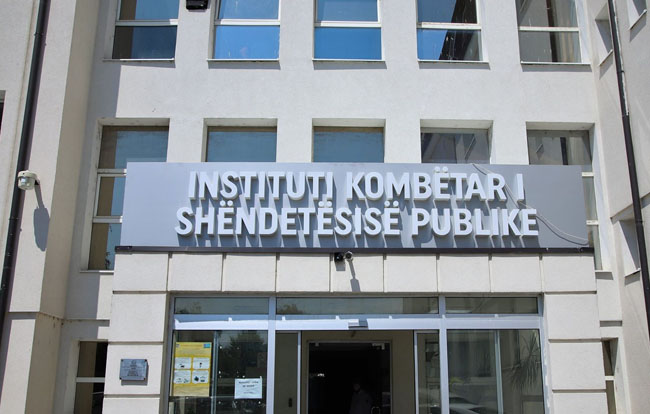 INSTITUTI KOMBËTAR I
SHËNDETËSISË PUBLIKE